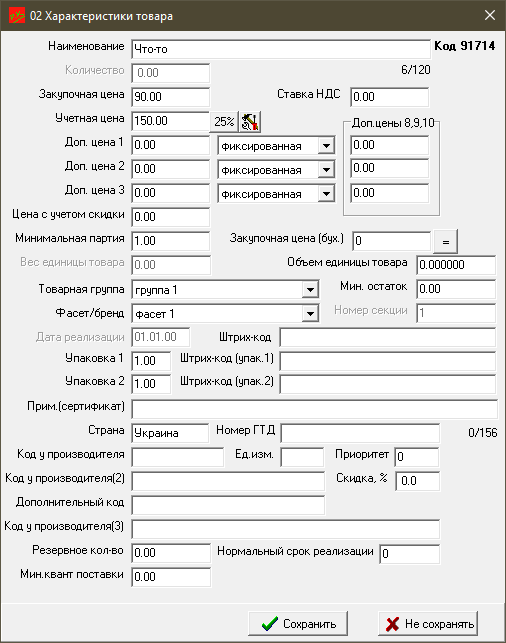 02 Характеристики товара
Наименование Что-то Код 91714
Количество 0.00 6/120
Закупочная цена 90.00 Ставка НДС 0.00
Учетная цена 150.00 25% Доп.цены 8,9,10
Доп. цена 1 0.00 фиксированная 0.00
Доп. цена 2 0.00 фиксированная 0.00
Доп. цена 3 0.00 фиксированная 0.00
Цена с учетом скидки 0.00
Минимальная партия 1.00 Закупочная цена (бух.) 0 =
Вес единицы товара 0.00 Объем единицы товара 0.000000
Товарная группа группа 1 Мин. остаток 0.00
Фасет/бренд фасет 1 Номер секции 1
Дата реализации 01.01.00 Штрих-код
Упаковка 1 1.00 Штрих-код (упак.1)
Упаковка 2 1.00 Штрих-код (упак.2)
Прим.(сертификат)
Страна Украина Номер ГТД 0/156
Код у производителя Ед.изм. Приоритет 0
Код у производителя(2) Скидка, % 0.0
Дополнительный код
Код у производителя(3)
Резервное кол-во 0.00 Нормальный срок реализации 0
Мин.квант поставки 0.00
Сохранить Не сохранять